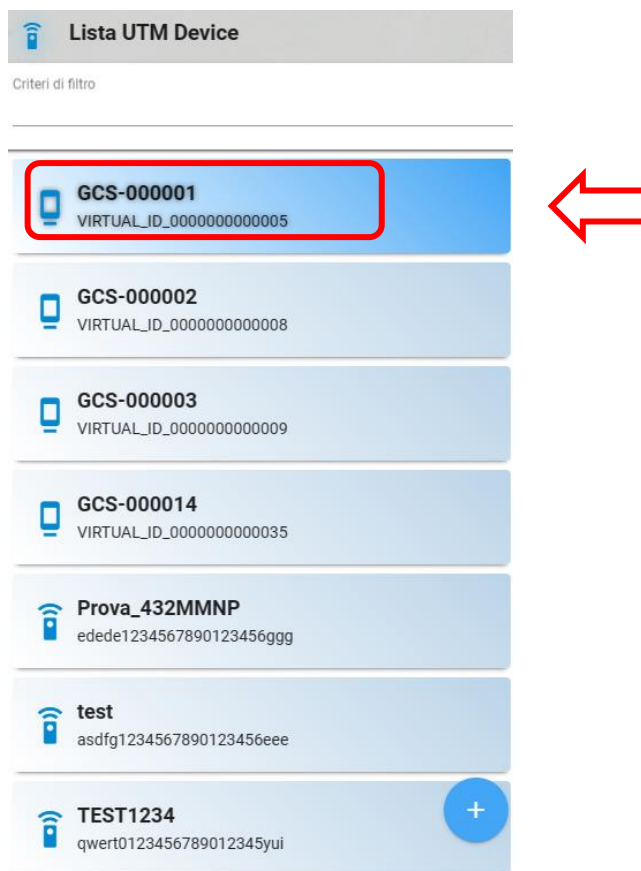 Lista UTM Device
Criteri di filtro
GCS-000001
VIRTUAL_ID_0000000000005
GCS-000002
VIRTUAL_ID_0000000000008
GCS-000003
VIRTUAL_ID_0000000000009
GCS-000014
VIRTUAL_ID_0000000000035
Prova_432MMNP
edede1234567890123456ggg
test
asdfg1234567890123456eee
TEST1234
+
qwert0123456789012345yui